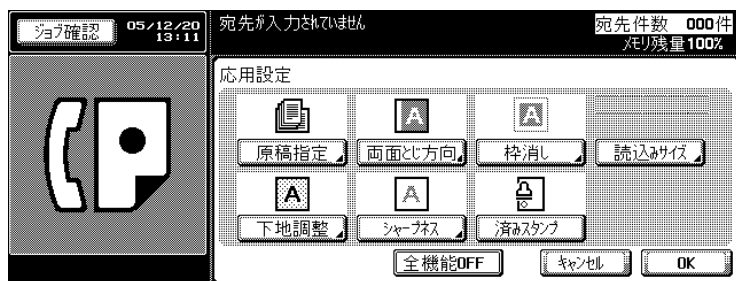 ジョブ確認
05/12/20
13:11
宛先が入力されていません
宛先件数 000件
メモリ残量100%
応用設定
原稿指定
両面とじ方向
枠消し
読込みサイズ
下地調整
シャープネス
済みスタンプ
全機能OFF
キャンセル
OK